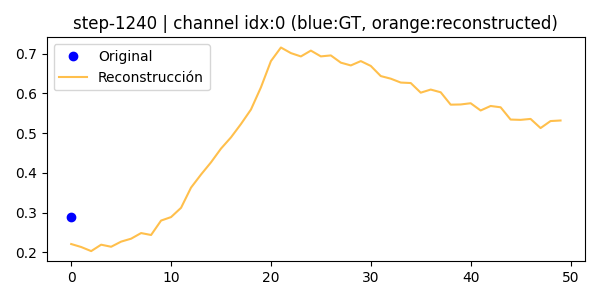 step-1240 | channel idx:0 (blue:GT, orange:reconstructed)
Original
Reconstrucción
0.7
0.6
0.5
0.4
0.3
0.2
0 10 20 30 40 50